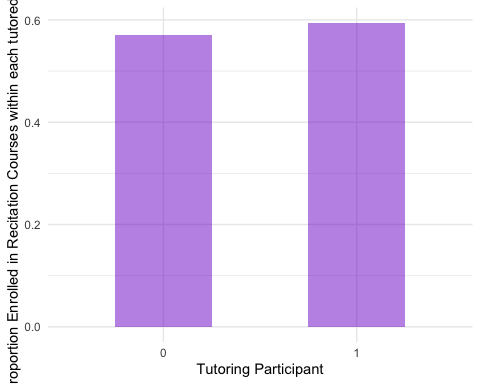 roportion Enrolled in Recitation Courses within each tutored
0.6
0.4
0.2
0.0
0 1
Tutoring Participant